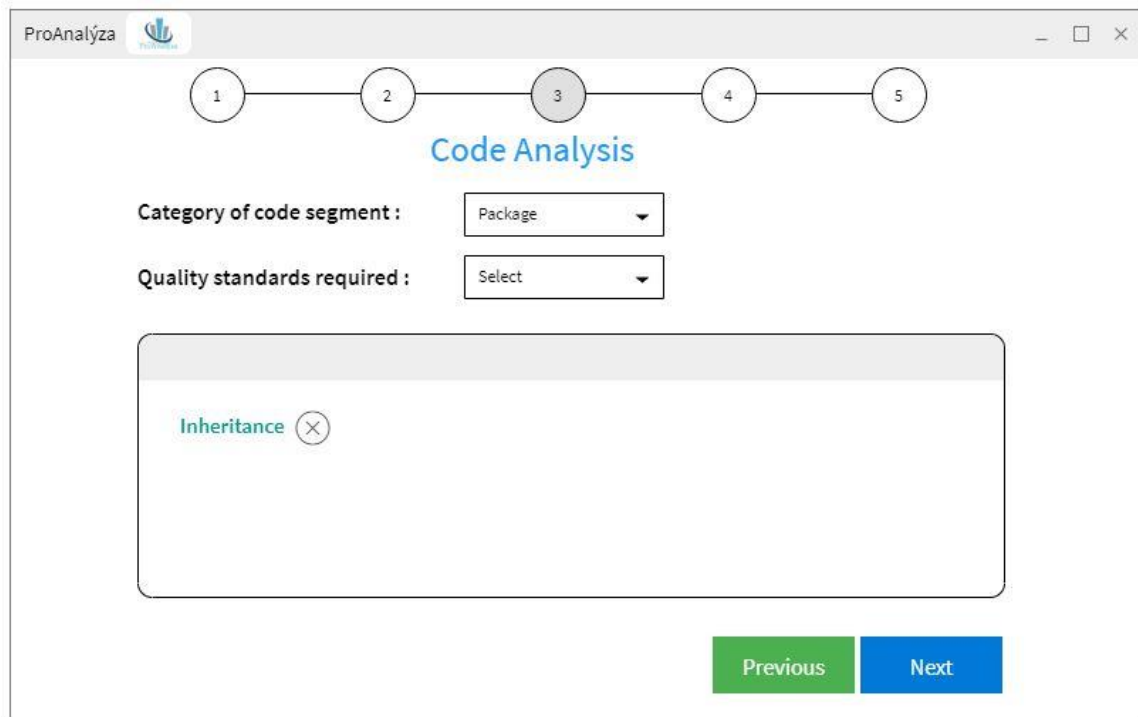 ProAnalýza
1 2 3 4 5
Code Analysis
Category of code segment : Package
Quality standards required : Select
Inheritance
Previous Next